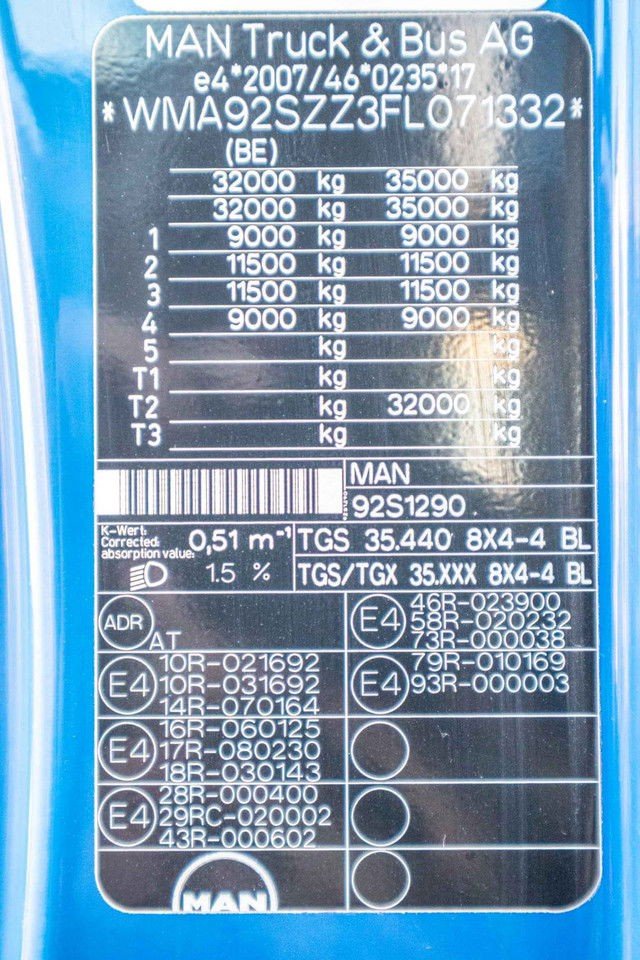 MAN Truck & Bus AG
e4*2007/46*0235*17
*WMA92SZZ3FL071332*
(BE)
32000 kg 35000 kg
32000 kg 35000 kg
1 9000 kg 9000 kg
2 11500 kg 11500 kg
3 11500 kg 11500 kg
4 9000 kg 9000 kg
5 kg kg
T1 kg kg
T2 kg 32000 kg
T3 kg kg
MAN
92S1290
K-Wert:
Corrected
absorption value:
0,51 m⁻¹
TGS 35.440 8X4-4 BL
1.5 %
TGS/TGX 35.XXX 8X4-4 BL
ADR
AT
E4
46R-023900
58R-020232
73R-000038
E4
10R-021692
10R-031692
14R-070164
E4
79R-010169
93R-000003
E4
16R-060125
17R-080230
18R-030143
E4
28R-000400
29RC-020002
43R-000602
MAN